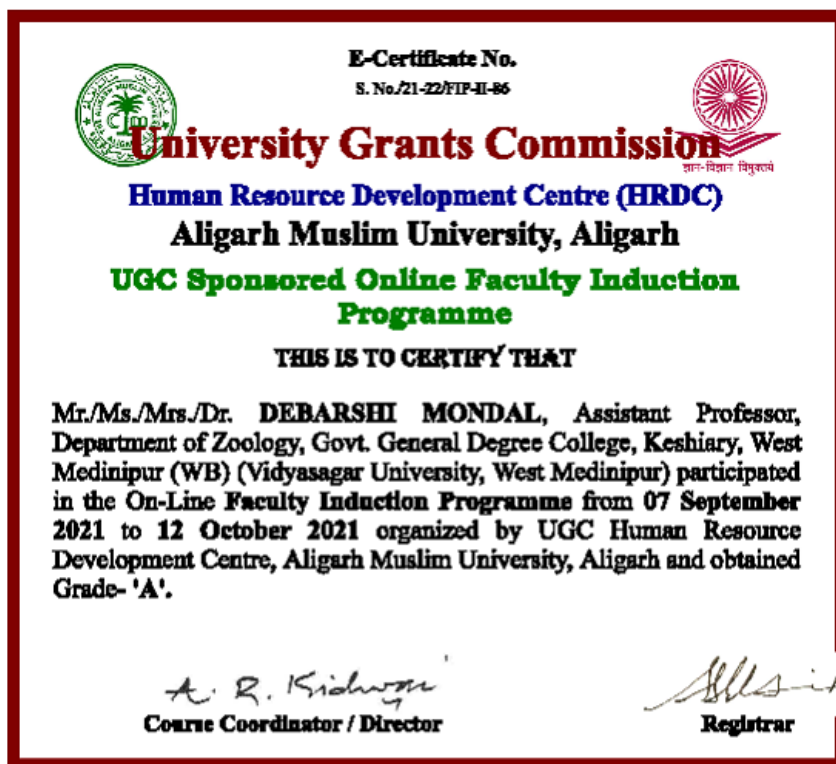 E-Certificate No.
S. No./21-22/FIP-II-86
University Grants Commission
ज्ञान-विज्ञान विमुक्तये
Human Resource Development Centre (HRDC)
Aligarh Muslim University, Aligarh
UGC Sponsored Online Faculty Induction
Programme
THIS IS TO CERTIFY THAT
Mr./Ms./Mrs./Dr. DEBARSHI MONDAL, Assistant Professor,
Department of Zoology, Govt. General Degree College, Keshiary, West
Medinipur (WB) (Vidyasagar University, West Medinipur) participated
in the On-Line Faculty Induction Programme from 07 September
2021 to 12 October 2021 organized by UGC Human Resource
Development Centre, Aligarh Muslim University, Aligarh and obtained
Grade- 'A'.
A. R. Kidwai
Course Coordinator / Director
Registrar